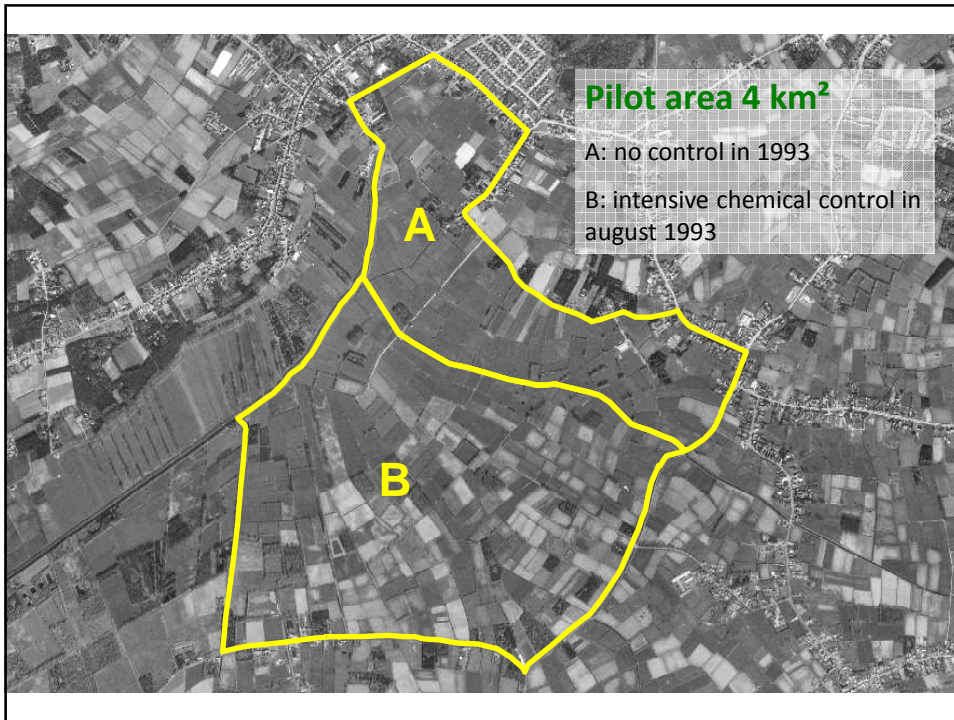 Pilot area 4 km²
A: no control in 1993
B: intensive chemical control in
august 1993
A
B